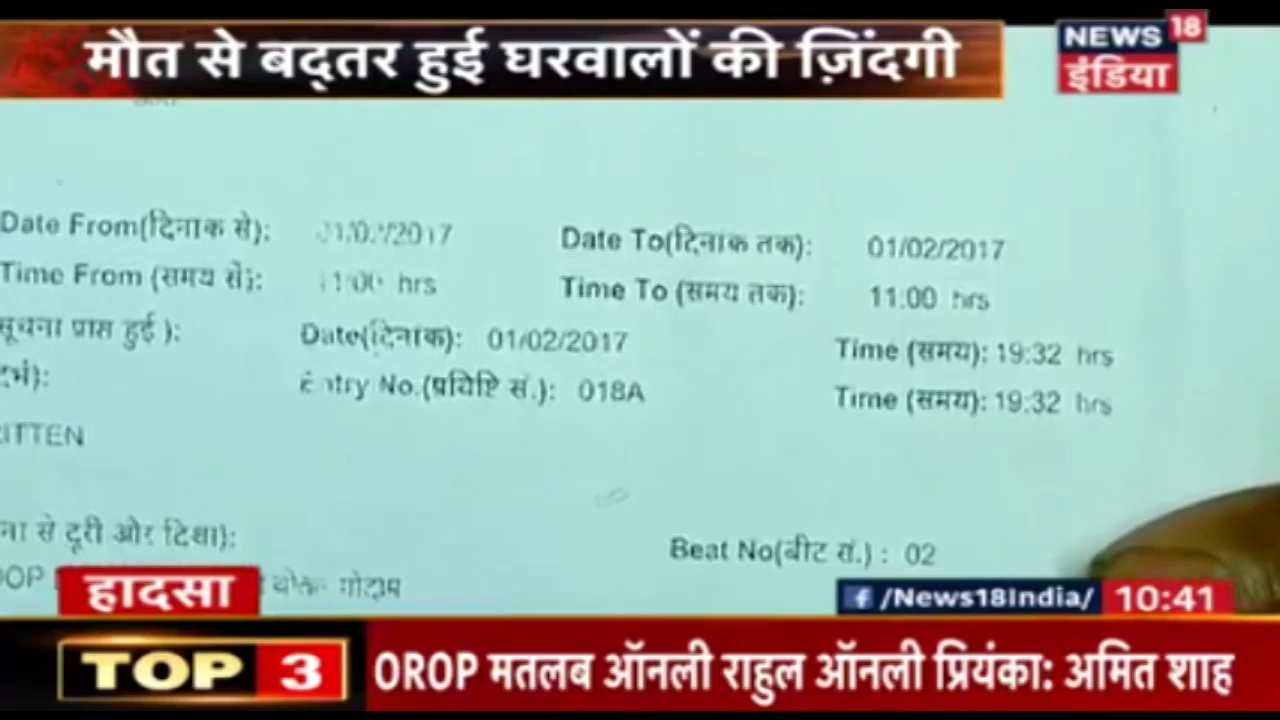 मौत से बद्तर हुई घरवालों की ज़िंदगी
NEWS 18
इंडिया
Date From(दिनाक से): /2017 Date To(दिनाक तक): 01/02/2017
Time From (समय से): 11:00 hrs Time To (समय तक): 11:00 hrs
सूचना प्राप्त हुई ): Date(दिनाक): 01/02/2017 Time (समय): 19:32 hrs
Entry No.(प्रविष्टि सं.): 018A Time (समय): 19:32 hrs
ITTEN
से दूरी और दिशा):
Beat No(बीट सं.) : 02
हादसा
f /News18India/ 10:41
TOP 3 OROP मतलब ऑनली राहुल ऑनली प्रियंका: अमित शाह